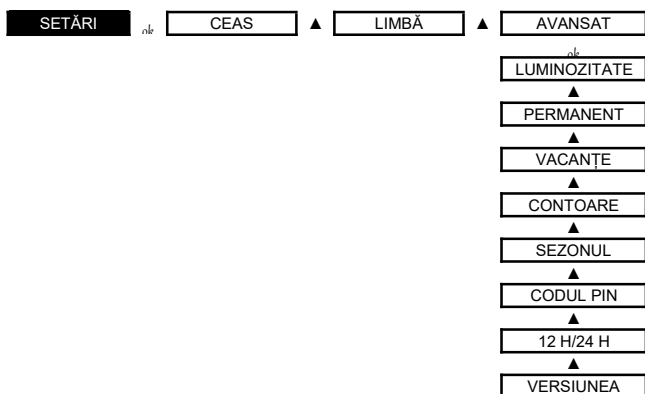 SETĂRI ok CEAS ▲ LIMBĂ ▲ AVANSAT
ok
LUMINOZITATE
▲
PERMANENT
▲
VACANȚE
▲
CONTOARE
▲
SEZONUL
▲
CODUL PIN
▲
12 H/24 H
▲
VERSIUNEA